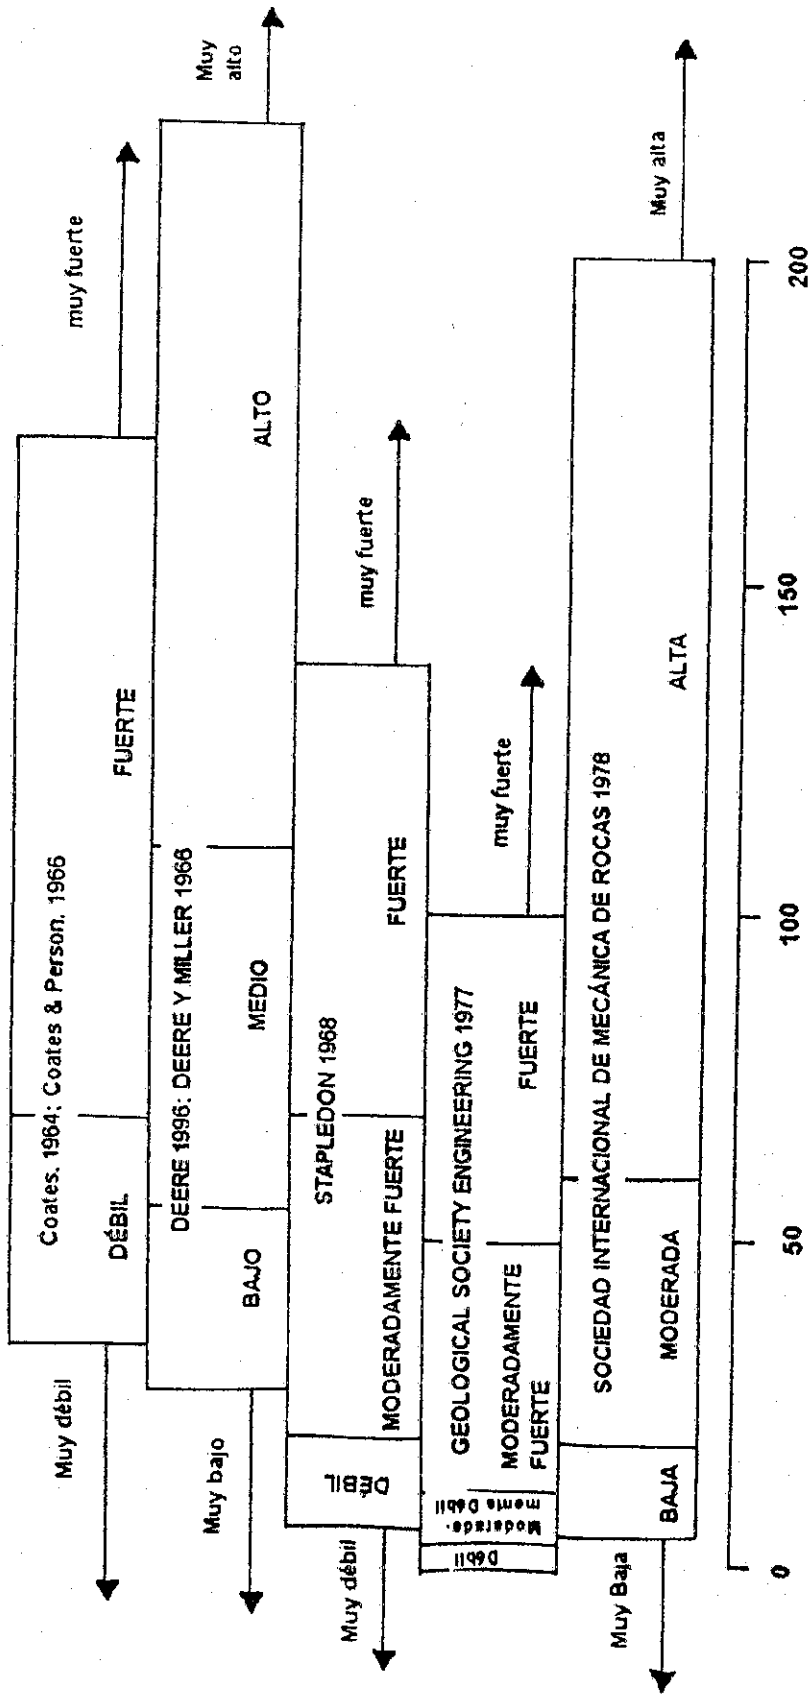 Coates. 1964; Coates & Person. 1966
Muy débil
DÉBIL
FUERTE
muy fuerte
DEERE 1996; DEERE Y MILLER 1966
Muy bajo
BAJO
MEDIO
ALTO
Muy
alto
STAPLEDON 1968
Muy débil
DÉBIL
MODERADAMENTE FUERTE
FUERTE
muy fuerte
GEOLOGICAL SOCIETY ENGINEERING 1977
Débil
Moderada-
mente Débil
MODERADAMENTE
FUERTE
FUERTE
muy fuerte
SOCIEDAD INTERNACIONAL DE MECÁNICA DE ROCAS 1978
Muy Baja
BAJA
MODERADA
ALTA
Muy alta
0
50
100
150
200